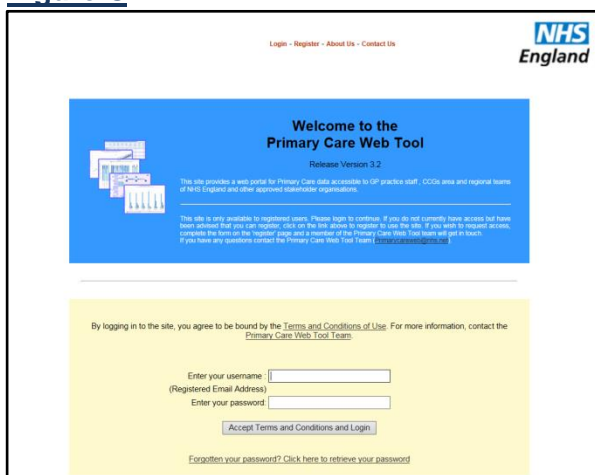 Login - Register - About Us - Contact Us
NHS
England
Welcome to the
Primary Care Web Tool
Release Version 3.2
This site provides a web portal for Primary Care data accessible to GP practice staff , CCGs area and regional teams
of NHS England and other approved stakeholder organisations.
This site is only available to registered users. Please login to continue. If you do not currently have access but have
been advised that you can register, click on the link above to register to use the site. If you wish to request access,
complete the form on the 'register' page and a member of the Primary Care Web Tool team will get in touch.
If you have any questions contact the Primary Care Web Tool Team (Primarycareweb@nhs.net).
By logging in to the site, you agree to be bound by the Terms and Conditions of Use. For more information, contact the
Primary Care Web Tool Team.
Enter your username :
(Registered Email Address)
Enter your password:
Accept Terms and Conditions and Login
Forgotten your password? Click here to retrieve your password